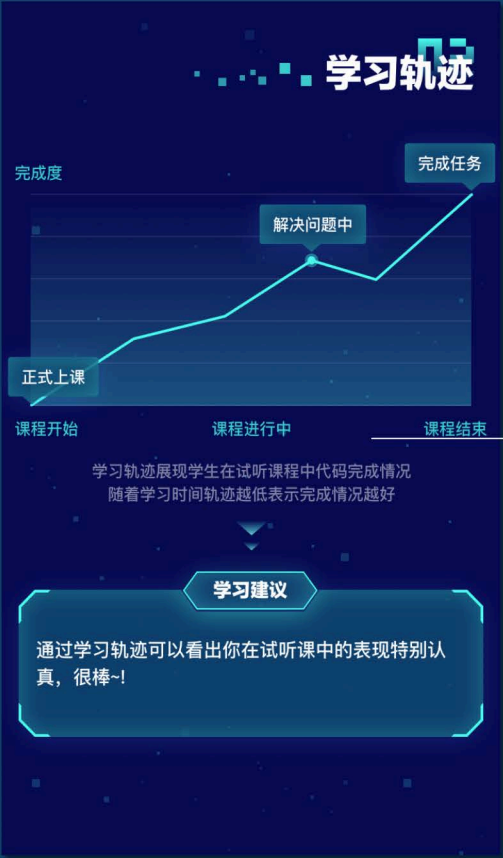 03
学习轨迹
完成度
完成任务
解决问题中
正式上课
课程开始
课程进行中
课程结束
学习轨迹展现学生在试听课程中代码完成情况
随着学习时间轨迹越低表示完成情况越好
学习建议
通过学习轨迹可以看出你在试听课中的表现特别认
真，很棒~!